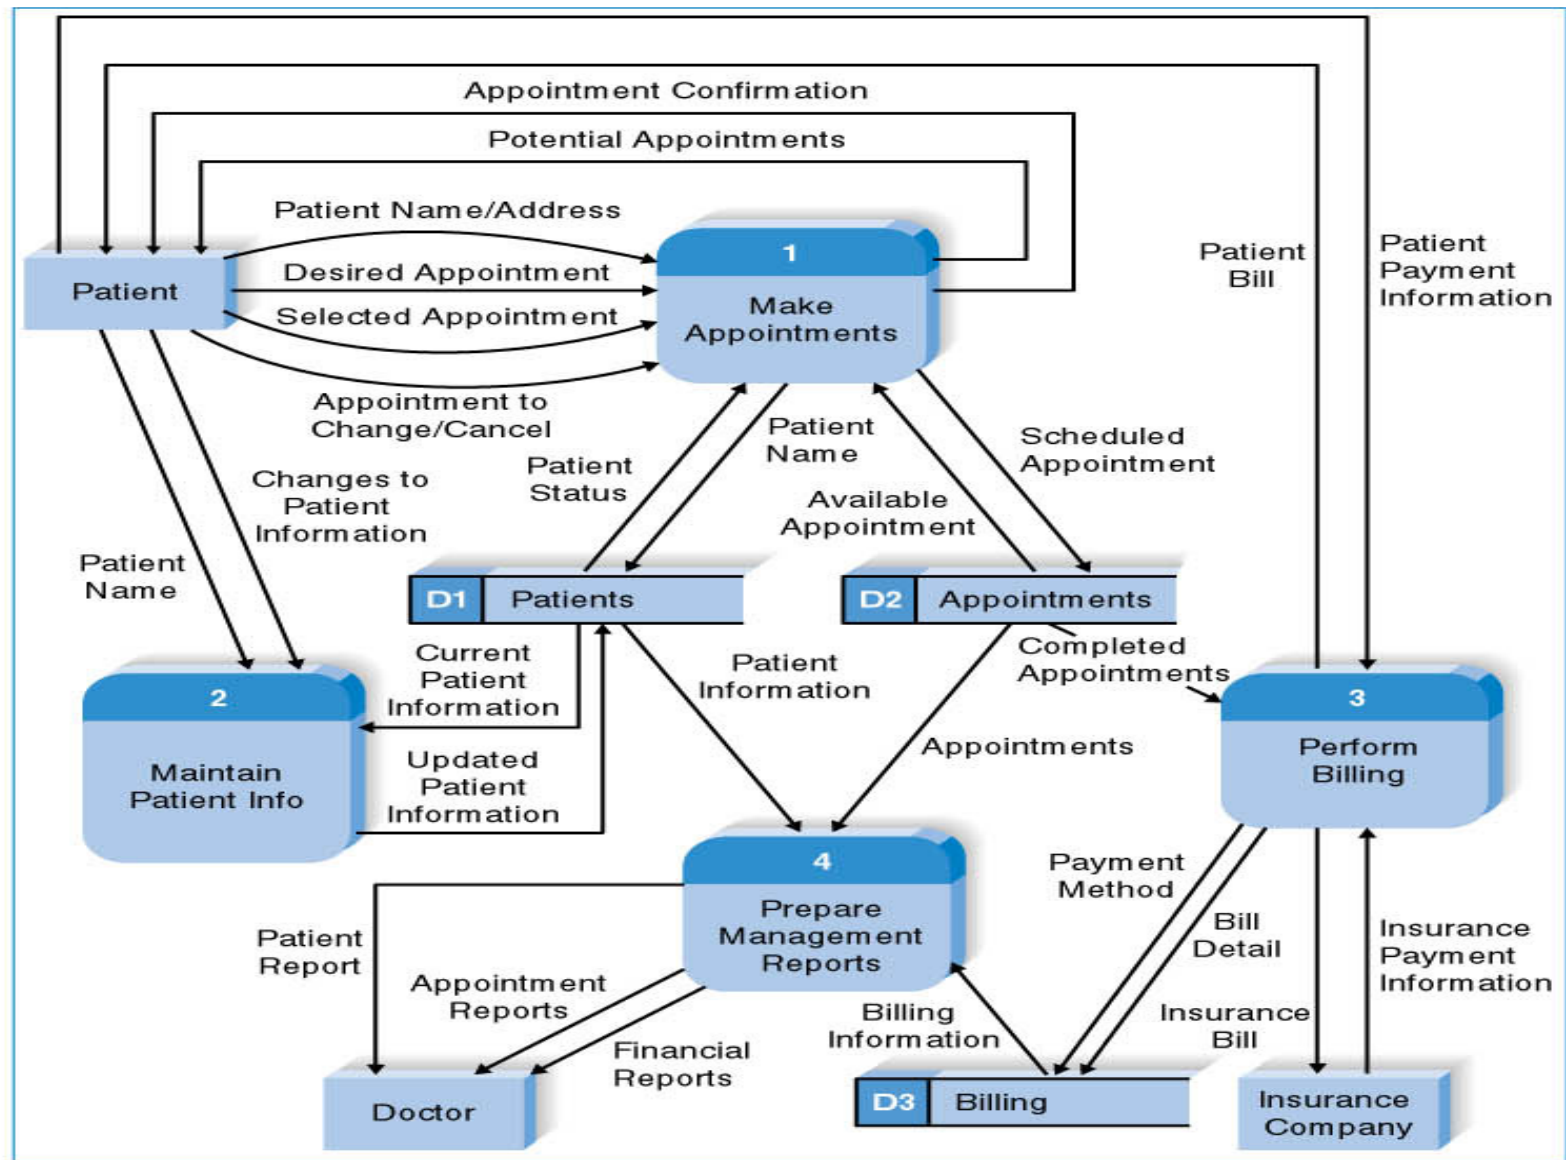 Appointment Confirmation
Potential Appointments
Patient Name/Address
Desired Appointment
Selected Appointment
Appointment to
Change/Cancel
Patient
1
Make
Appointments
Patient
Bill
Patient
Payment
Information
Changes to
Patient
Information
Patient
Name
Patient
Status
Patient
Name
Available
Appointment
Scheduled
Appointment
D1 Patients
D2 Appointments
Current
Patient
Information
Updated
Patient
Information
Patient
Information
Completed
Appointments
Appointments
2
Maintain
Patient Info
3
Perform
Billing
4
Prepare
Management
Reports
Payment
Method
Bill
Detail
Insurance
Payment
Information
Patient
Report
Appointment
Reports
Financial
Reports
Billing
Information
Insurance
Bill
Doctor
D3 Billing
Insurance
Company